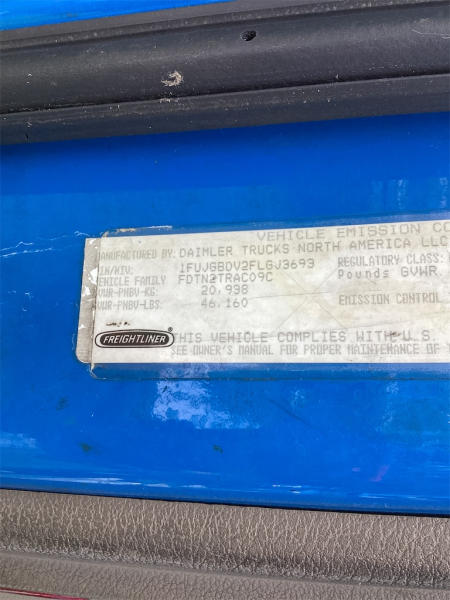 VEHICLE EMISSION CO
MANUFACTURED BY: DAIMLER TRUCKS NORTH AMERICA LLC
VIN/NIV: 1FUJGBDV2FLGJ3693 REGULATORY CLASS:
VEHICLE FAMILY FDTN2TRAC09C Pounds GVWR.
VWR-PNBV-KG: 20.938
VWR-PNBV-LBS: 46.160 EMISSION CONTROL
FREIGHTLINER
THIS VEHICLE COMPLIES WITH U.S.
SEE OWNER'S MANUAL FOR PROPER MAINTENANCE OF